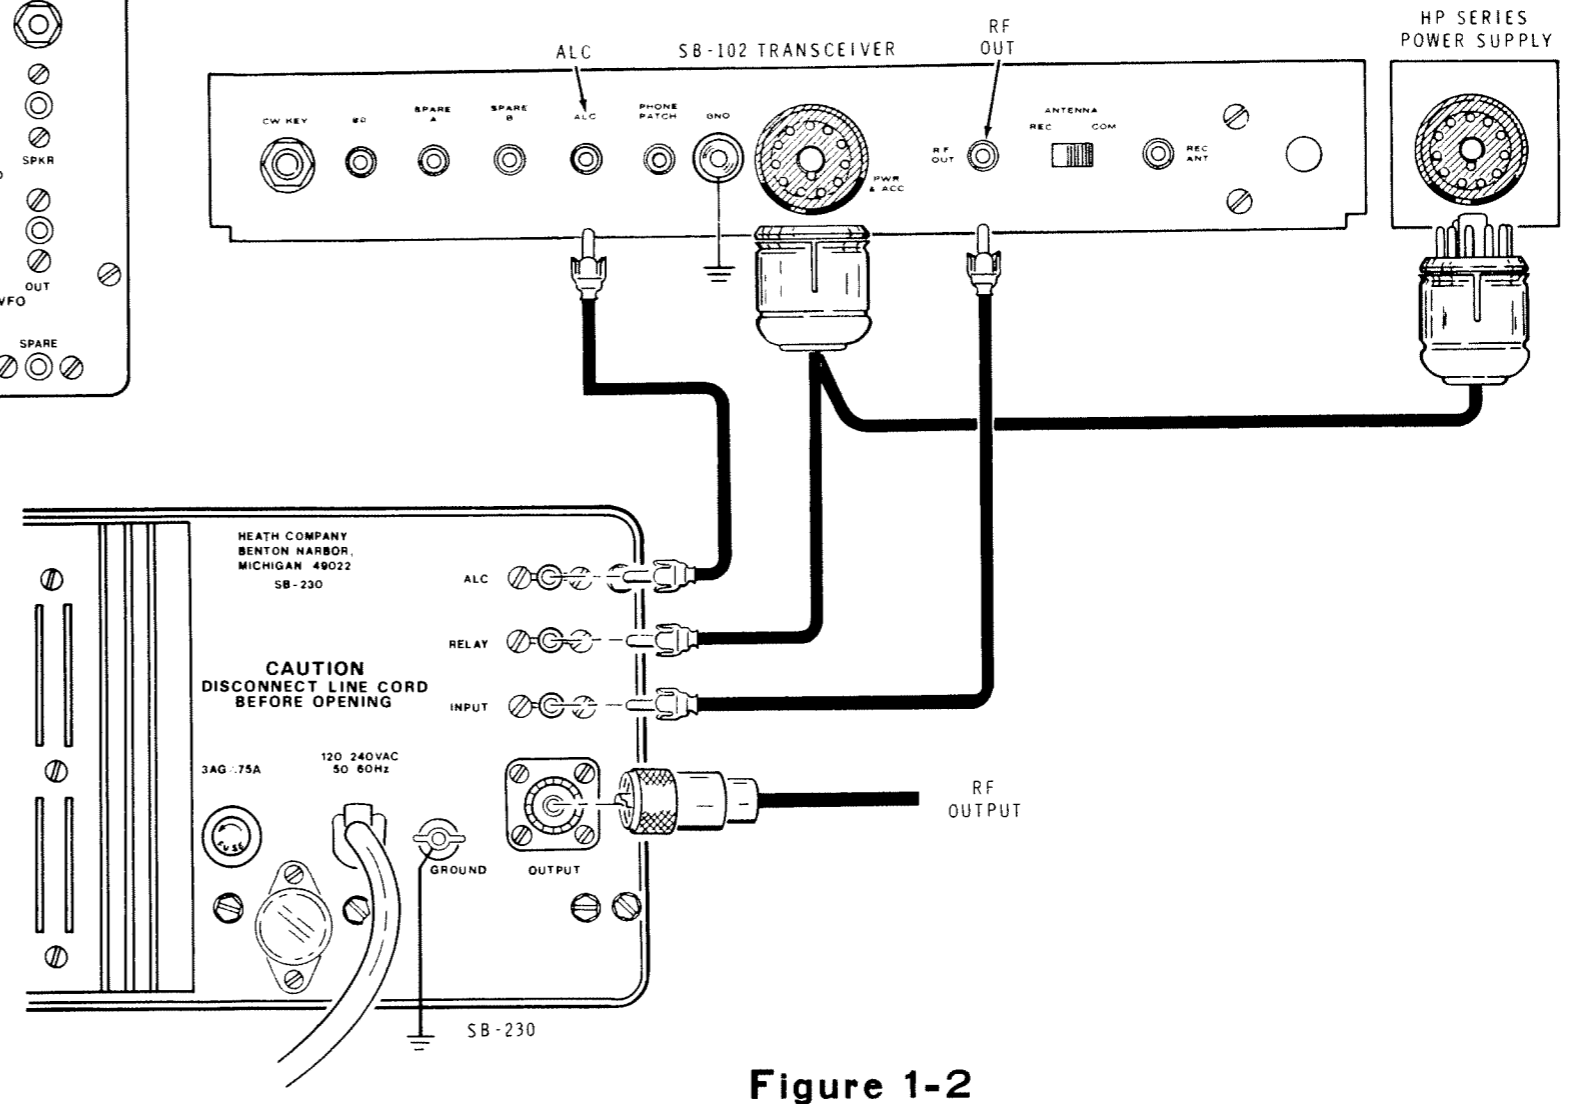 SPKR
OUT
VFO
SPARE
ALC
SB-102 TRANSCEIVER
RF
OUT
HP SERIES
POWER SUPPLY
CW KEY
SPARE
A
SPARE
B
ALC
PHONE
PATCH
GND
PWR
& ACC
RF
OUT
ANTENNA
REC
COM
REC
ANT
HEATH COMPANY
BENTON NARBOR,
MICHIGAN 49022
SB-230
ALC
RELAY
INPUT
CAUTION
DISCONNECT LINE CORD
BEFORE OPENING
3AG .75A
120 240VAC
50 60Hz
FUSE
GROUND
OUTPUT
RF
OUTPUT
SB-230
Figure 1-2